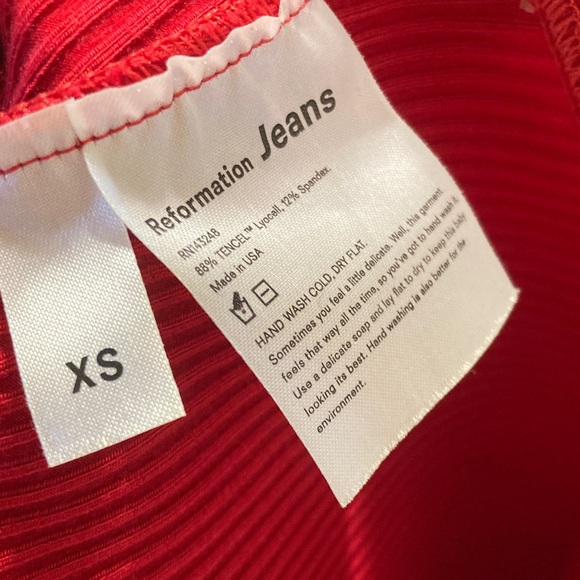 Reformation Jeans
RN143248
88% TENCEL™ Lyocell, 12% Spandex.
Made in USA
HAND WASH COLD, DRY FLAT.
Sometimes you feel a little delicate. Well, this garment
feels that way all the time, so you've got to hand wash it.
Use a delicate soap and lay flat to dry to keep this baby
looking its best. Hand washing is also better for the
environment.
XS